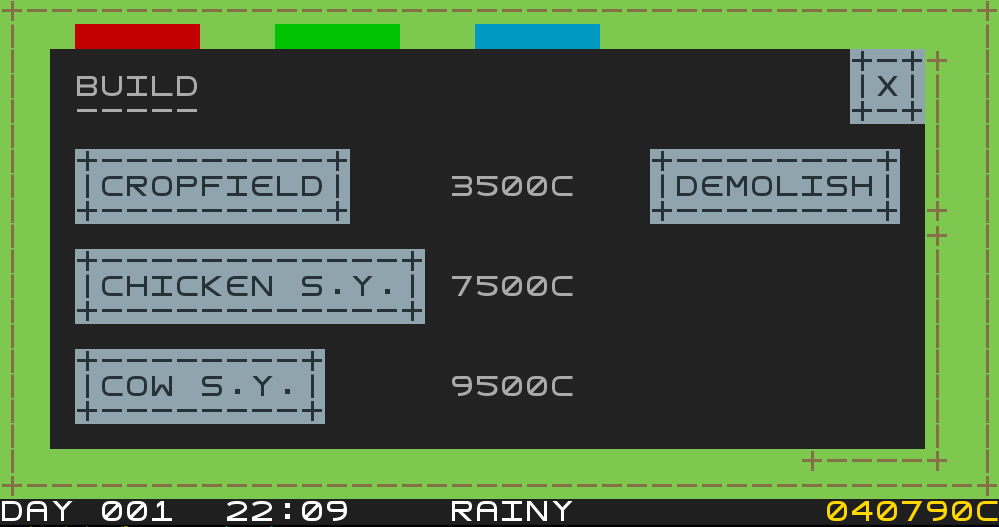 BUILD X
CROPFIELD 3500C DEMOLISH
CHICKEN S.Y. 7500C
COW S.Y. 9500C
DAY 001 22:09 RAINY 040790C